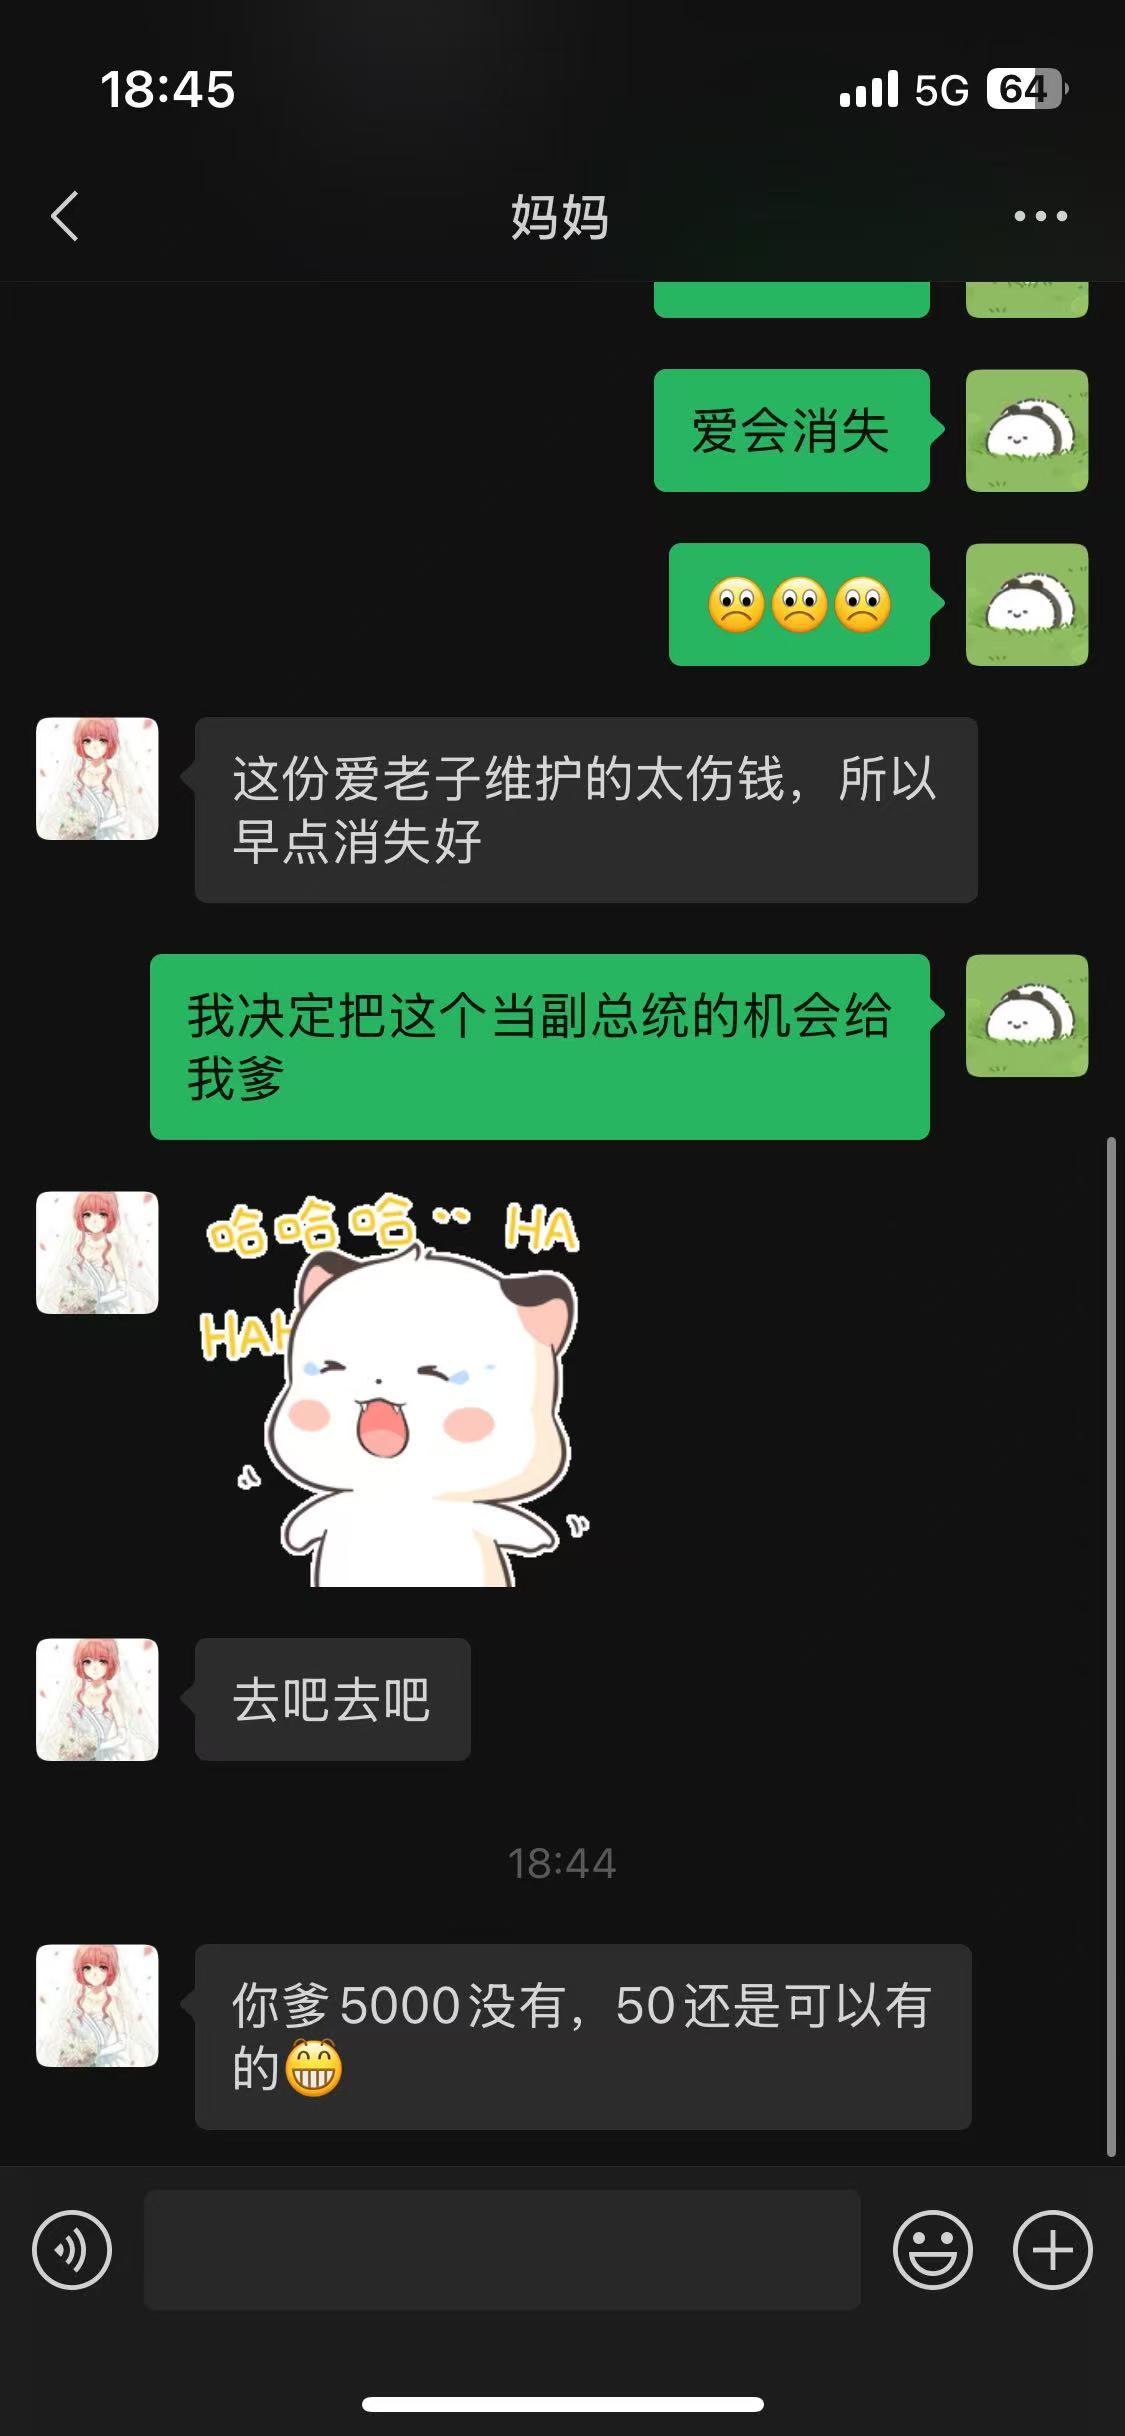 18:45
5G
64
妈妈
爱会消失
🙁🙁🙁
这份爱老子维护的太伤钱，所以
早点消失好
我决定把这个当副总统的机会给
我爹
哈哈哈·· HA
HAH
去吧去吧
18:44
你爹5000没有，50还是可以有
的😁